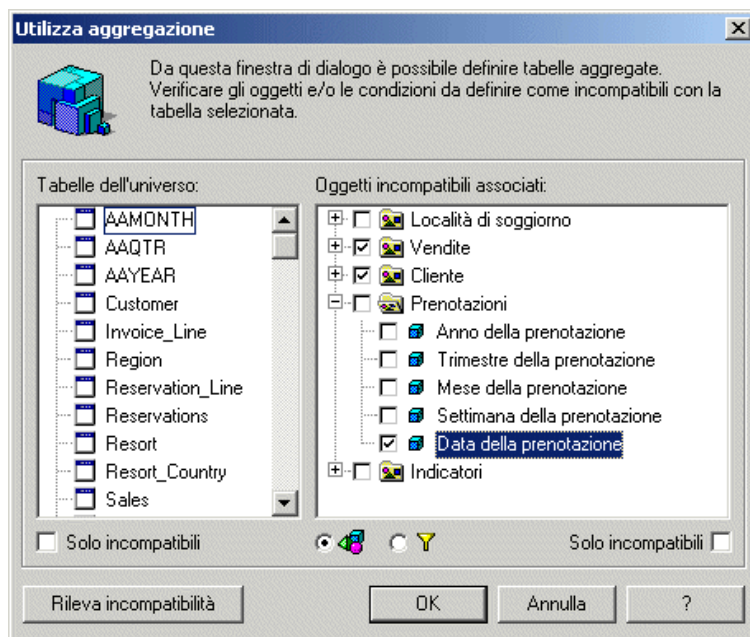 Utilizza aggregazione
Da questa finestra di dialogo è possibile definire tabelle aggregate.
Verificare gli oggetti e/o le condizioni da definire come incompatibili con la
tabella selezionata.
Tabelle dell'universo:
AAMONTH
AAQTR
AAYEAR
Customer
Invoice_Line
Region
Reservation_Line
Reservations
Resort
Resort_Country
Sales
Oggetti incompatibili associati:
Località di soggiorno
Vendite
Cliente
Prenotazioni
Anno della prenotazione
Trimestre della prenotazione
Mese della prenotazione
Settimana della prenotazione
Data della prenotazione
Indicatori
Solo incompatibili
Solo incompatibili
Rileva incompatibilità
OK
Annulla
?